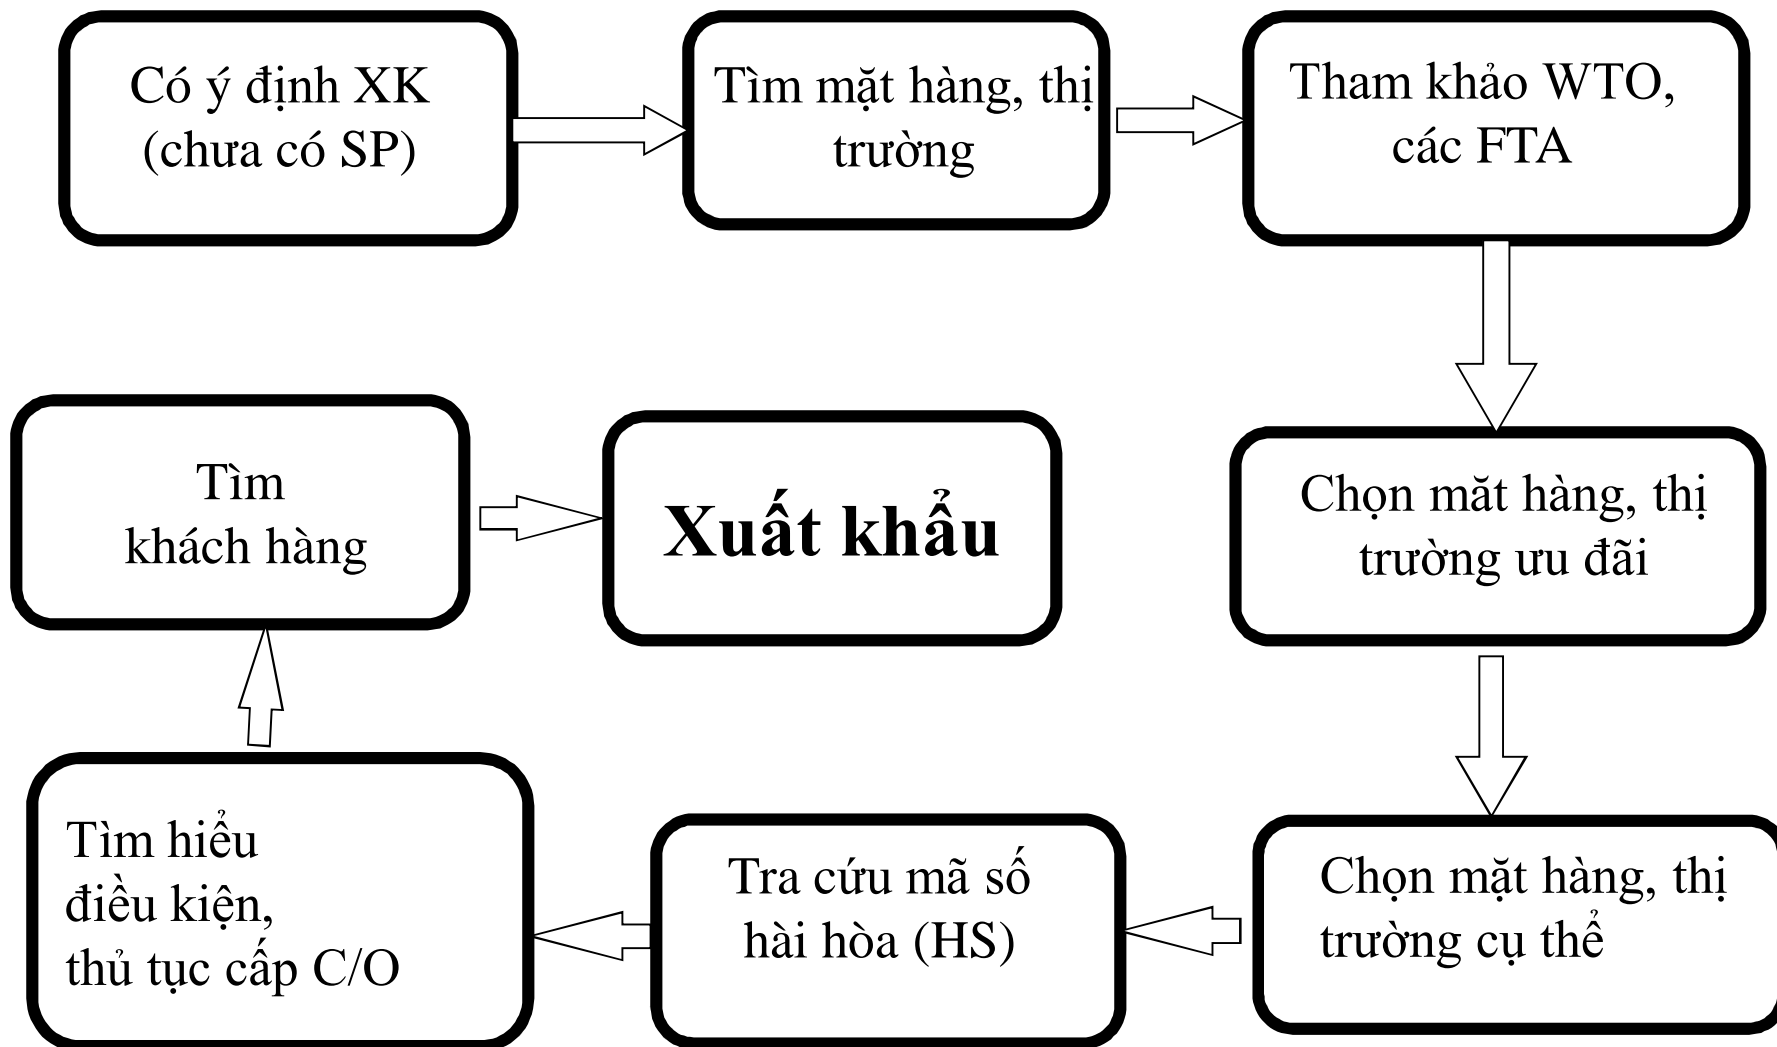 Có ý định XK
(chưa có SP)
Tìm mặt hàng, thị
trường
Tham khảo WTO,
các FTA
Chọn măt hàng, thị
trường ưu đãi
Chọn mặt hàng, thị
trường cụ thể
Tra cứu mã số
hài hòa (HS)
Tìm hiểu
điều kiện,
thủ tục cấp C/O
Tìm
khách hàng
Xuất khẩu